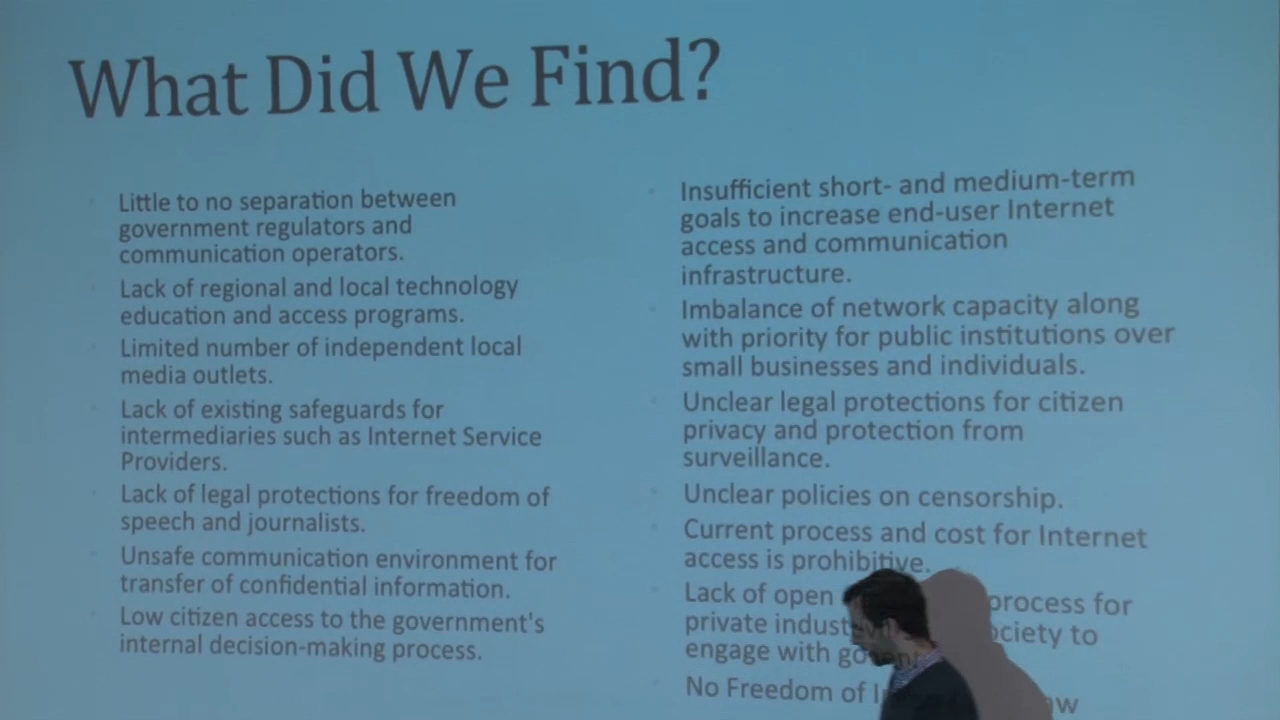 What Did We Find?
Little to no separation between
government regulators and
communication operators.
Lack of regional and local technology
education and access programs.
Limited number of independent local
media outlets.
Lack of existing safeguards for
intermediaries such as Internet Service
Providers.
Lack of legal protections for freedom of
speech and journalists.
Unsafe communication environment for
transfer of confidential information.
Low citizen access to the government's
internal decision-making process.
Insufficient short- and medium-term
goals to increase end-user Internet
access and communication
infrastructure.
Imbalance of network capacity along
with priority for public institutions over
small businesses and individuals.
Unclear legal protections for citizen
privacy and protection from
surveillance.
Unclear policies on censorship.
Current process and cost for Internet
access is prohibitive.
Lack of open process for
private to
engage with
No Freedom of